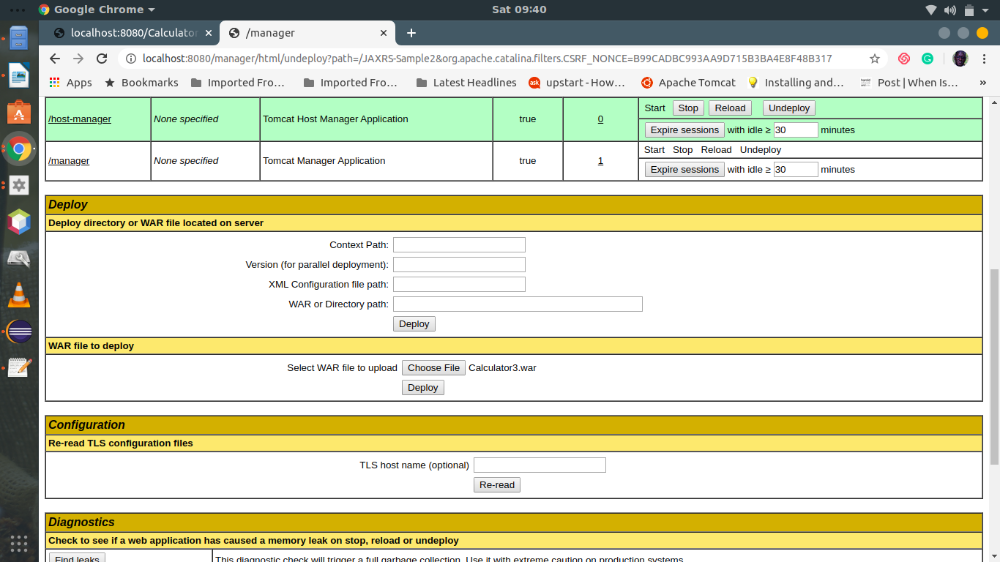 Google Chrome
Sat 09:40
localhost:8080/Calculator
/manager
localhost:8080/manager/html/undeploy?path=/JAXRS-Sample2&org.apache.catalina.filters.CSRF_NONCE=B99CADBC993AA9D715B3BA4E8F48B317
Apps Bookmarks Imported Fro… Imported Fro… Latest Headlines ask upstart - How… Apache Tomcat Installing and… Post | When Is… »
/host-manager None specified Tomcat Host Manager Application true 0 Start Stop Reload Undeploy
Expire sessions with idle ≥ 30 minutes
/manager None specified Tomcat Manager Application true 1 Start Stop Reload Undeploy
Expire sessions with idle ≥ 30 minutes
Deploy
Deploy directory or WAR file located on server
Context Path:
Version (for parallel deployment):
XML Configuration file path:
WAR or Directory path:
Deploy
WAR file to deploy
Select WAR file to upload Choose File Calculator3.war
Deploy
Configuration
Re-read TLS configuration files
TLS host name (optional)
Re-read
Diagnostics
Check to see if a web application has caused a memory leak on stop, reload or undeploy
Find leaks This diagnostic check will trigger a full garbage collection. Use it with extreme caution on production systems.